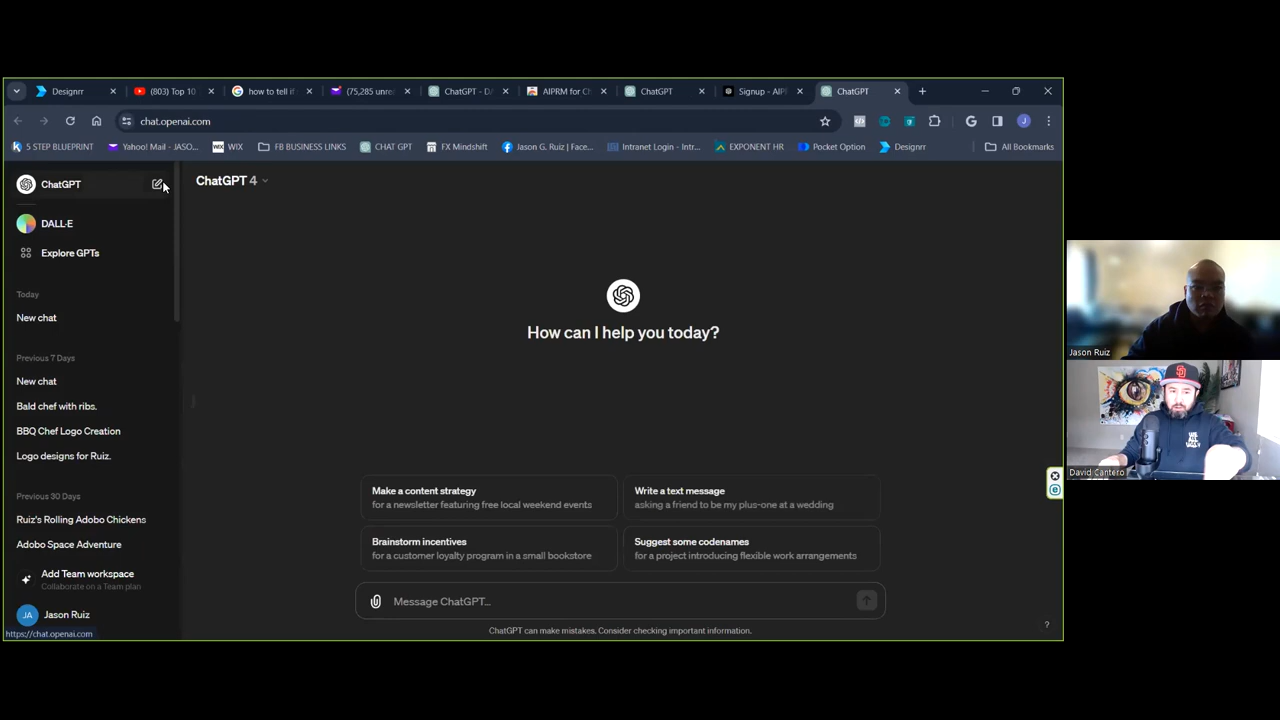 Designrr
(803) Top 10
how to tell if
(75,285 unre
ChatGPT - DA
AIPRM for Ch
ChatGPT
Signup - AIPR
ChatGPT
chat.openai.com
5 STEP BLUEPRINT
Yahoo! Mail - JASO...
WIX
FB BUSINESS LINKS
CHAT GPT
FX Mindshift
Jason G. Ruiz | Face...
Intranet Login - Intr...
EXPONENT HR
Pocket Option
Designrr
All Bookmarks
ChatGPT
ChatGPT 4
DALL·E
Explore GPTs
Today
New chat
Previous 7 Days
New chat
Bald chef with ribs.
BBQ Chef Logo Creation
Logo designs for Ruiz.
Previous 30 Days
Ruiz's Rolling Adobo Chickens
Adobo Space Adventure
Add Team workspace
Collaborate on a Team plan
JA
Jason Ruiz
https://chat.openai.com
How can I help you today?
Make a content strategy
for a newsletter featuring free local weekend events
Write a text message
asking a friend to be my plus-one at a wedding
Brainstorm incentives
for a customer loyalty program in a small bookstore
Suggest some codenames
for a project introducing flexible work arrangements
Message ChatGPT...
ChatGPT can make mistakes. Consider checking important information.
?
Jason Ruiz
David Cantero